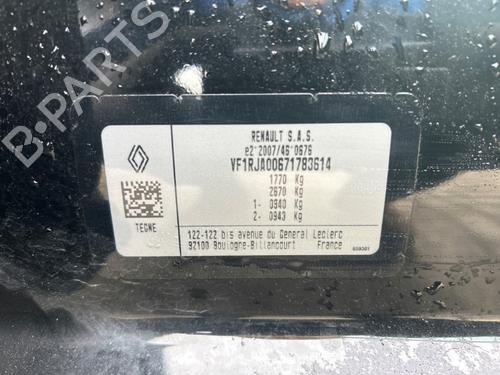 B-PARTS
RENAULT S.A.S.
e2*2007/46*0676
VF1RJA00671783614
1770 Kg
2670 Kg
1- 0940 Kg
2- 0943 Kg
TEGNE
122-122 bis avenue du General Leclerc
92100 Boulogne-Billancourt France
659301